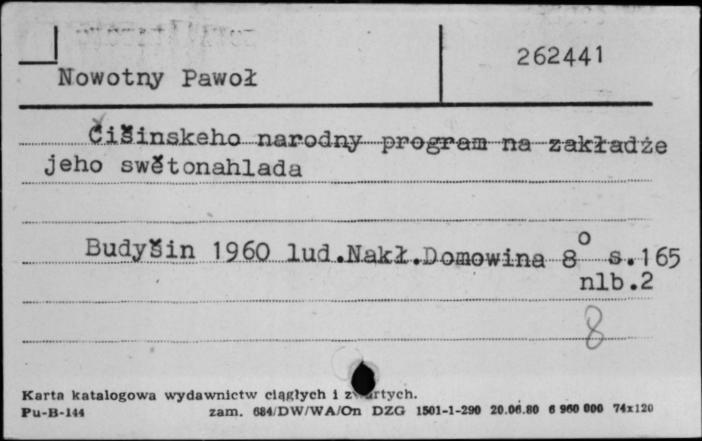 262441
Nowotny Pawoł
Čišinskeho narodny program na zakładźe
jeho swětonahlada
Budyšin 1960 lud.Nakł.Domowina 8° s.165
nlb.2
8
Karta katalogowa wydawnictw ciągłych i zwartych.
Pu-B-144 zam. 684/DW/WA/On DZG 1501-1-290 20.06.80 6 960 000 74x120